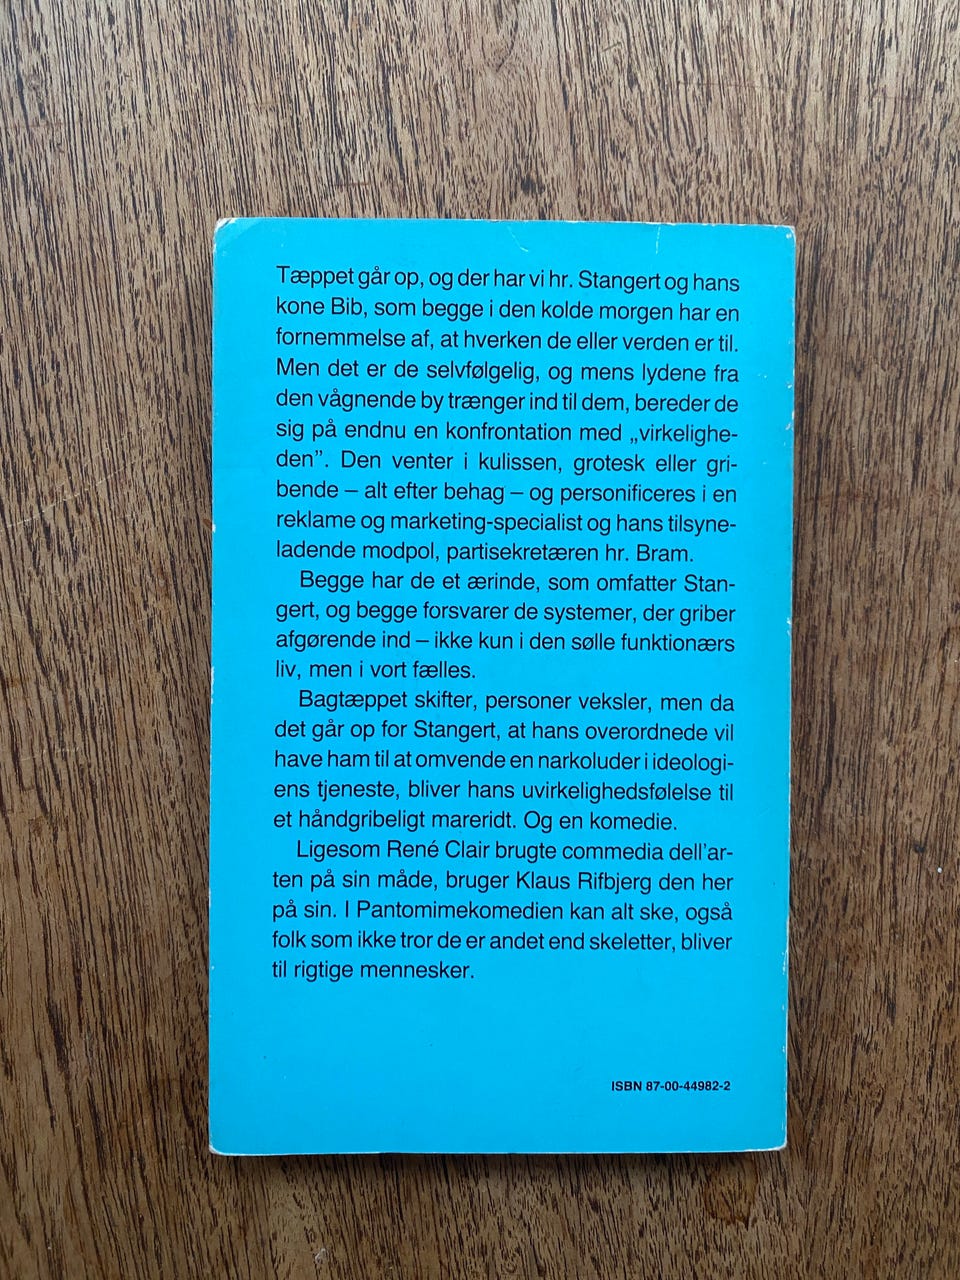 Tæppet går op, og der har vi hr. Stangert og hans
kone Bib, som begge i den kolde morgen har en
fornemmelse af, at hverken de eller verden er til.
Men det er de selvfølgelig, og mens lydene fra
den vågnende by trænger ind til dem, bereder de
sig på endnu en konfrontation med „virkelighe-
den”. Den venter i kulissen, grotesk eller gri-
bende – alt efter behag – og personificeres i en
reklame og marketing-specialist og hans tilsyne-
ladende modpol, partisekretæren hr. Bram.
Begge har de et ærinde, som omfatter Stan-
gert, og begge forsvarer de systemer, der griber
afgørende ind – ikke kun i den sølle funktionærs
liv, men i vort fælles.
Bagtæppet skifter, personer veksler, men da
det går op for Stangert, at hans overordnede vil
have ham til at omvende en narkoluder i ideologi-
ens tjeneste, bliver hans uvirkelighedsfølelse til
et håndgribeligt mareridt. Og en komedie.
Ligesom René Clair brugte commedia dell'ar-
ten på sin måde, bruger Klaus Rifbjerg den her
på sin. I Pantomimekomedien kan alt ske, også
folk som ikke tror de er andet end skeletter, bliver
til rigtige mennesker.
ISBN 87-00-44982-2